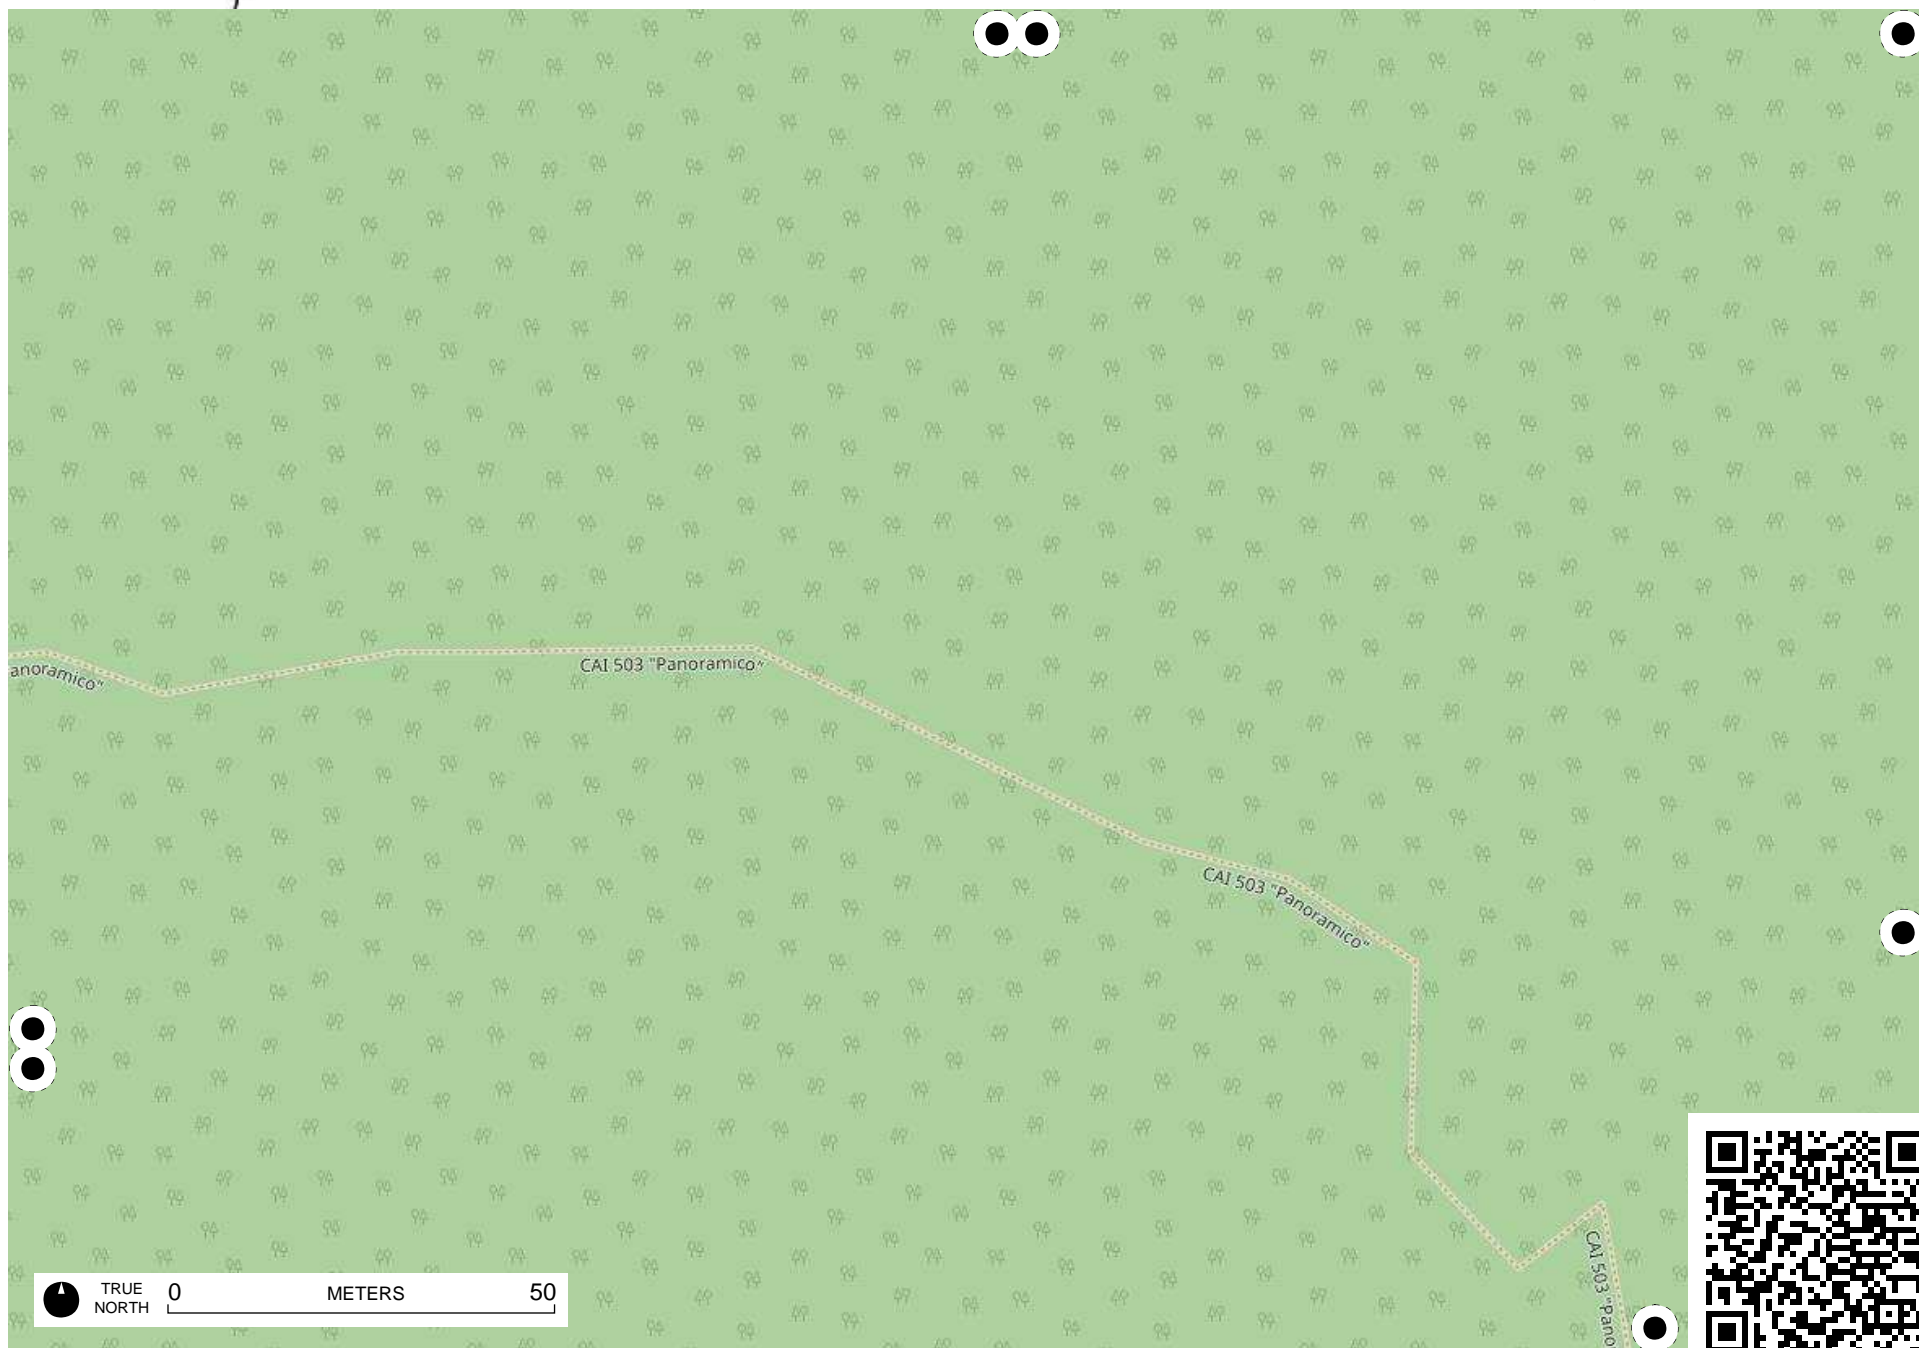 CAI 503 "Panoramico"
anoramico"
CAI 503 "Panoramico"
CAI 503 "Pano
TRUE
NORTH
0 METERS 50